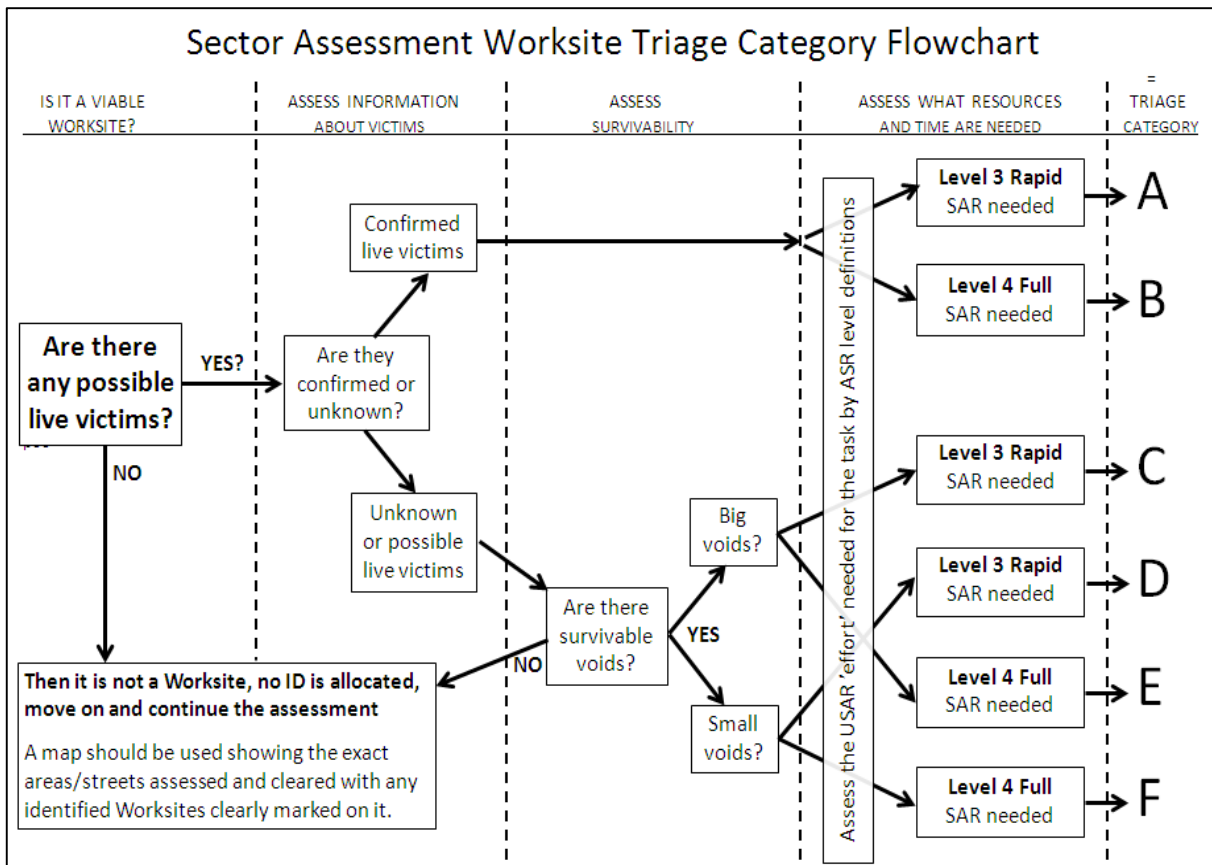 Sector Assessment Worksite Triage Category Flowchart
IS IT A VIABLE
WORKSITE?
ASSESS INFORMATION
ABOUT VICTIMS
ASSESS
SURVIVABILITY
ASSESS WHAT RESOURCES
AND TIME ARE NEEDED
=
TRIAGE
CATEGORY
Are there
any possible
live victims?
YES?
NO
Are they
confirmed or
unknown?
Confirmed
live victims
Unknown
or possible
live victims
Are there
survivable
voids?
YES
NO
Big
voids?
Small
voids?
Assess the USAR 'effort' needed for the task by ASR level definitions
Level 3 Rapid
SAR needed
A
Level 4 Full
SAR needed
B
Level 3 Rapid
SAR needed
C
Level 3 Rapid
SAR needed
D
Level 4 Full
SAR needed
E
Level 4 Full
SAR needed
F
Then it is not a Worksite, no ID is allocated,
move on and continue the assessment
A map should be used showing the exact
areas/streets assessed and cleared with any
identified Worksites clearly marked on it.